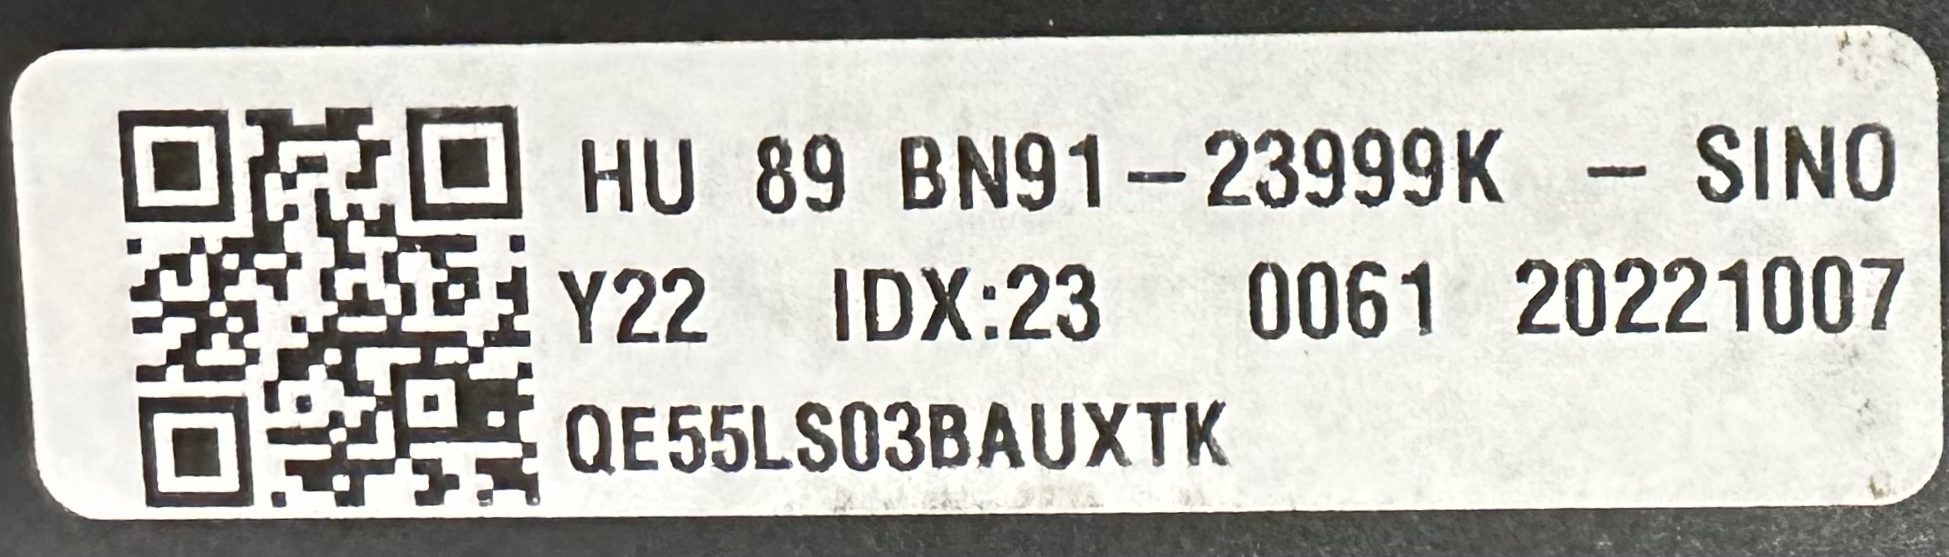 HU 89 BN91-23999K - SINO
Y22 IDX:23 0061 20221007
QE55LS03BAUXTK